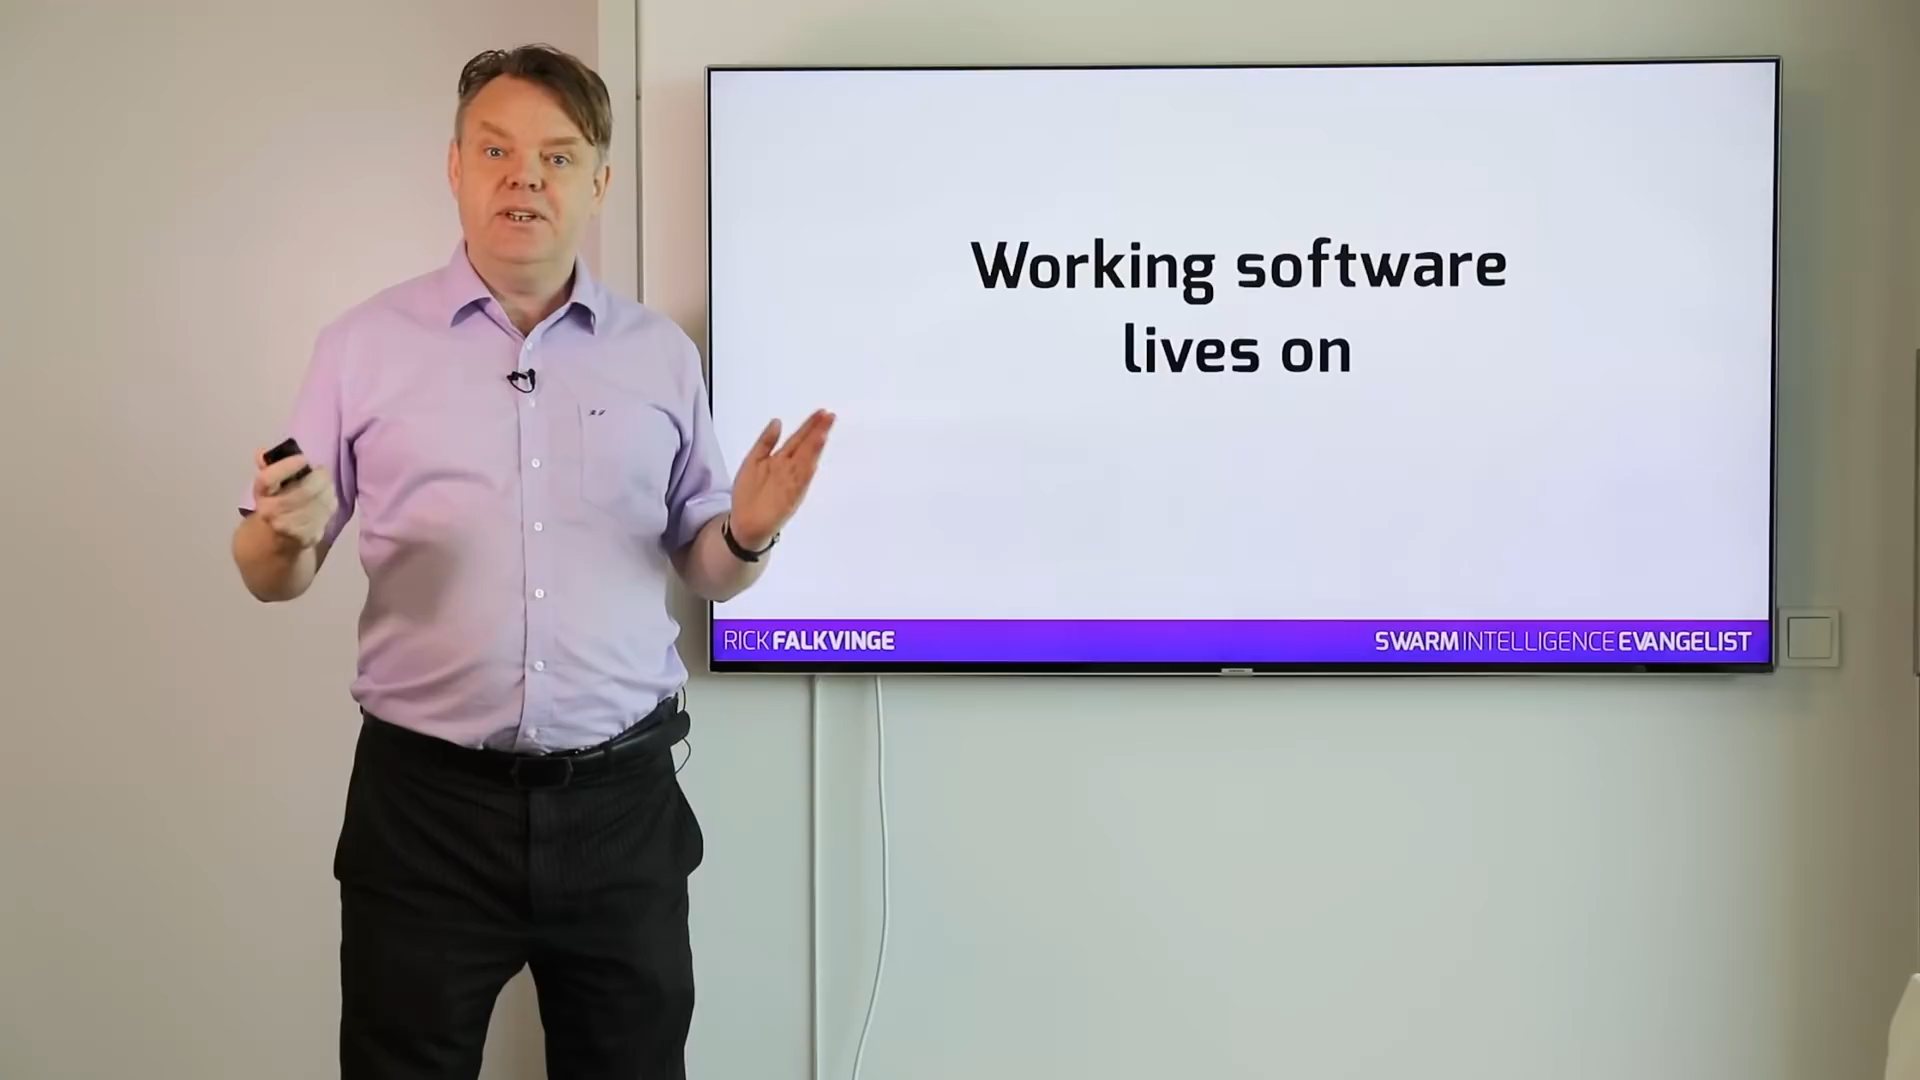 Working software
lives on
RICKFALKVINGE
SWARMINTELLIGENCEEVANGELIST